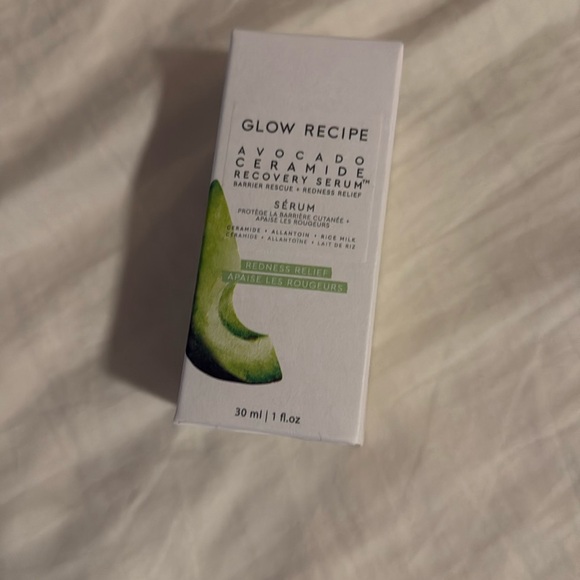 GLOW RECIPE
AVOCADO
CERAMIDE
RECOVERY SERUM™
BARRIER RESCUE + REDNESS RELIEF
SÉRUM
PROTÈGE LA BARRIÈRE CUTANÉE +
APAISE LES ROUGEURS
CERAMIDE • ALLANTOIN • RICE MILK
CÉRAMIDE • ALLANTOÏNE • LAIT DE RIZ
REDNESS RELIEF
APAISE LES ROUGEURS
30 ml | 1 fl.oz